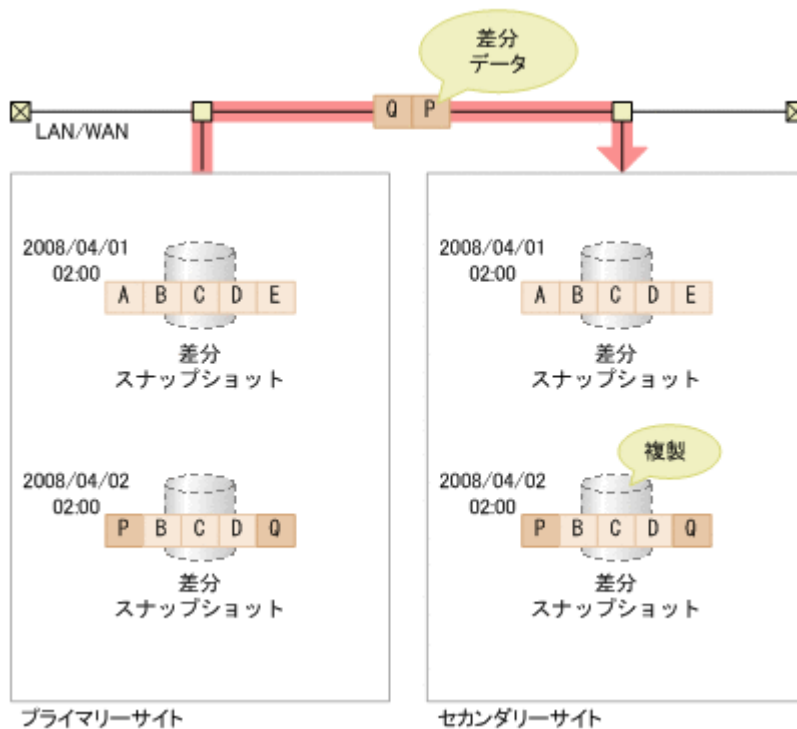 差分
データ
Q P
LAN/WAN
2008/04/01
02:00
A B C D E
差分
スナップショット
2008/04/02
02:00
P B C D Q
差分
スナップショット
プライマリーサイト
2008/04/01
02:00
A B C D E
差分
スナップショット
複製
2008/04/02
02:00
P B C D Q
差分
スナップショット
セカンダリーサイト